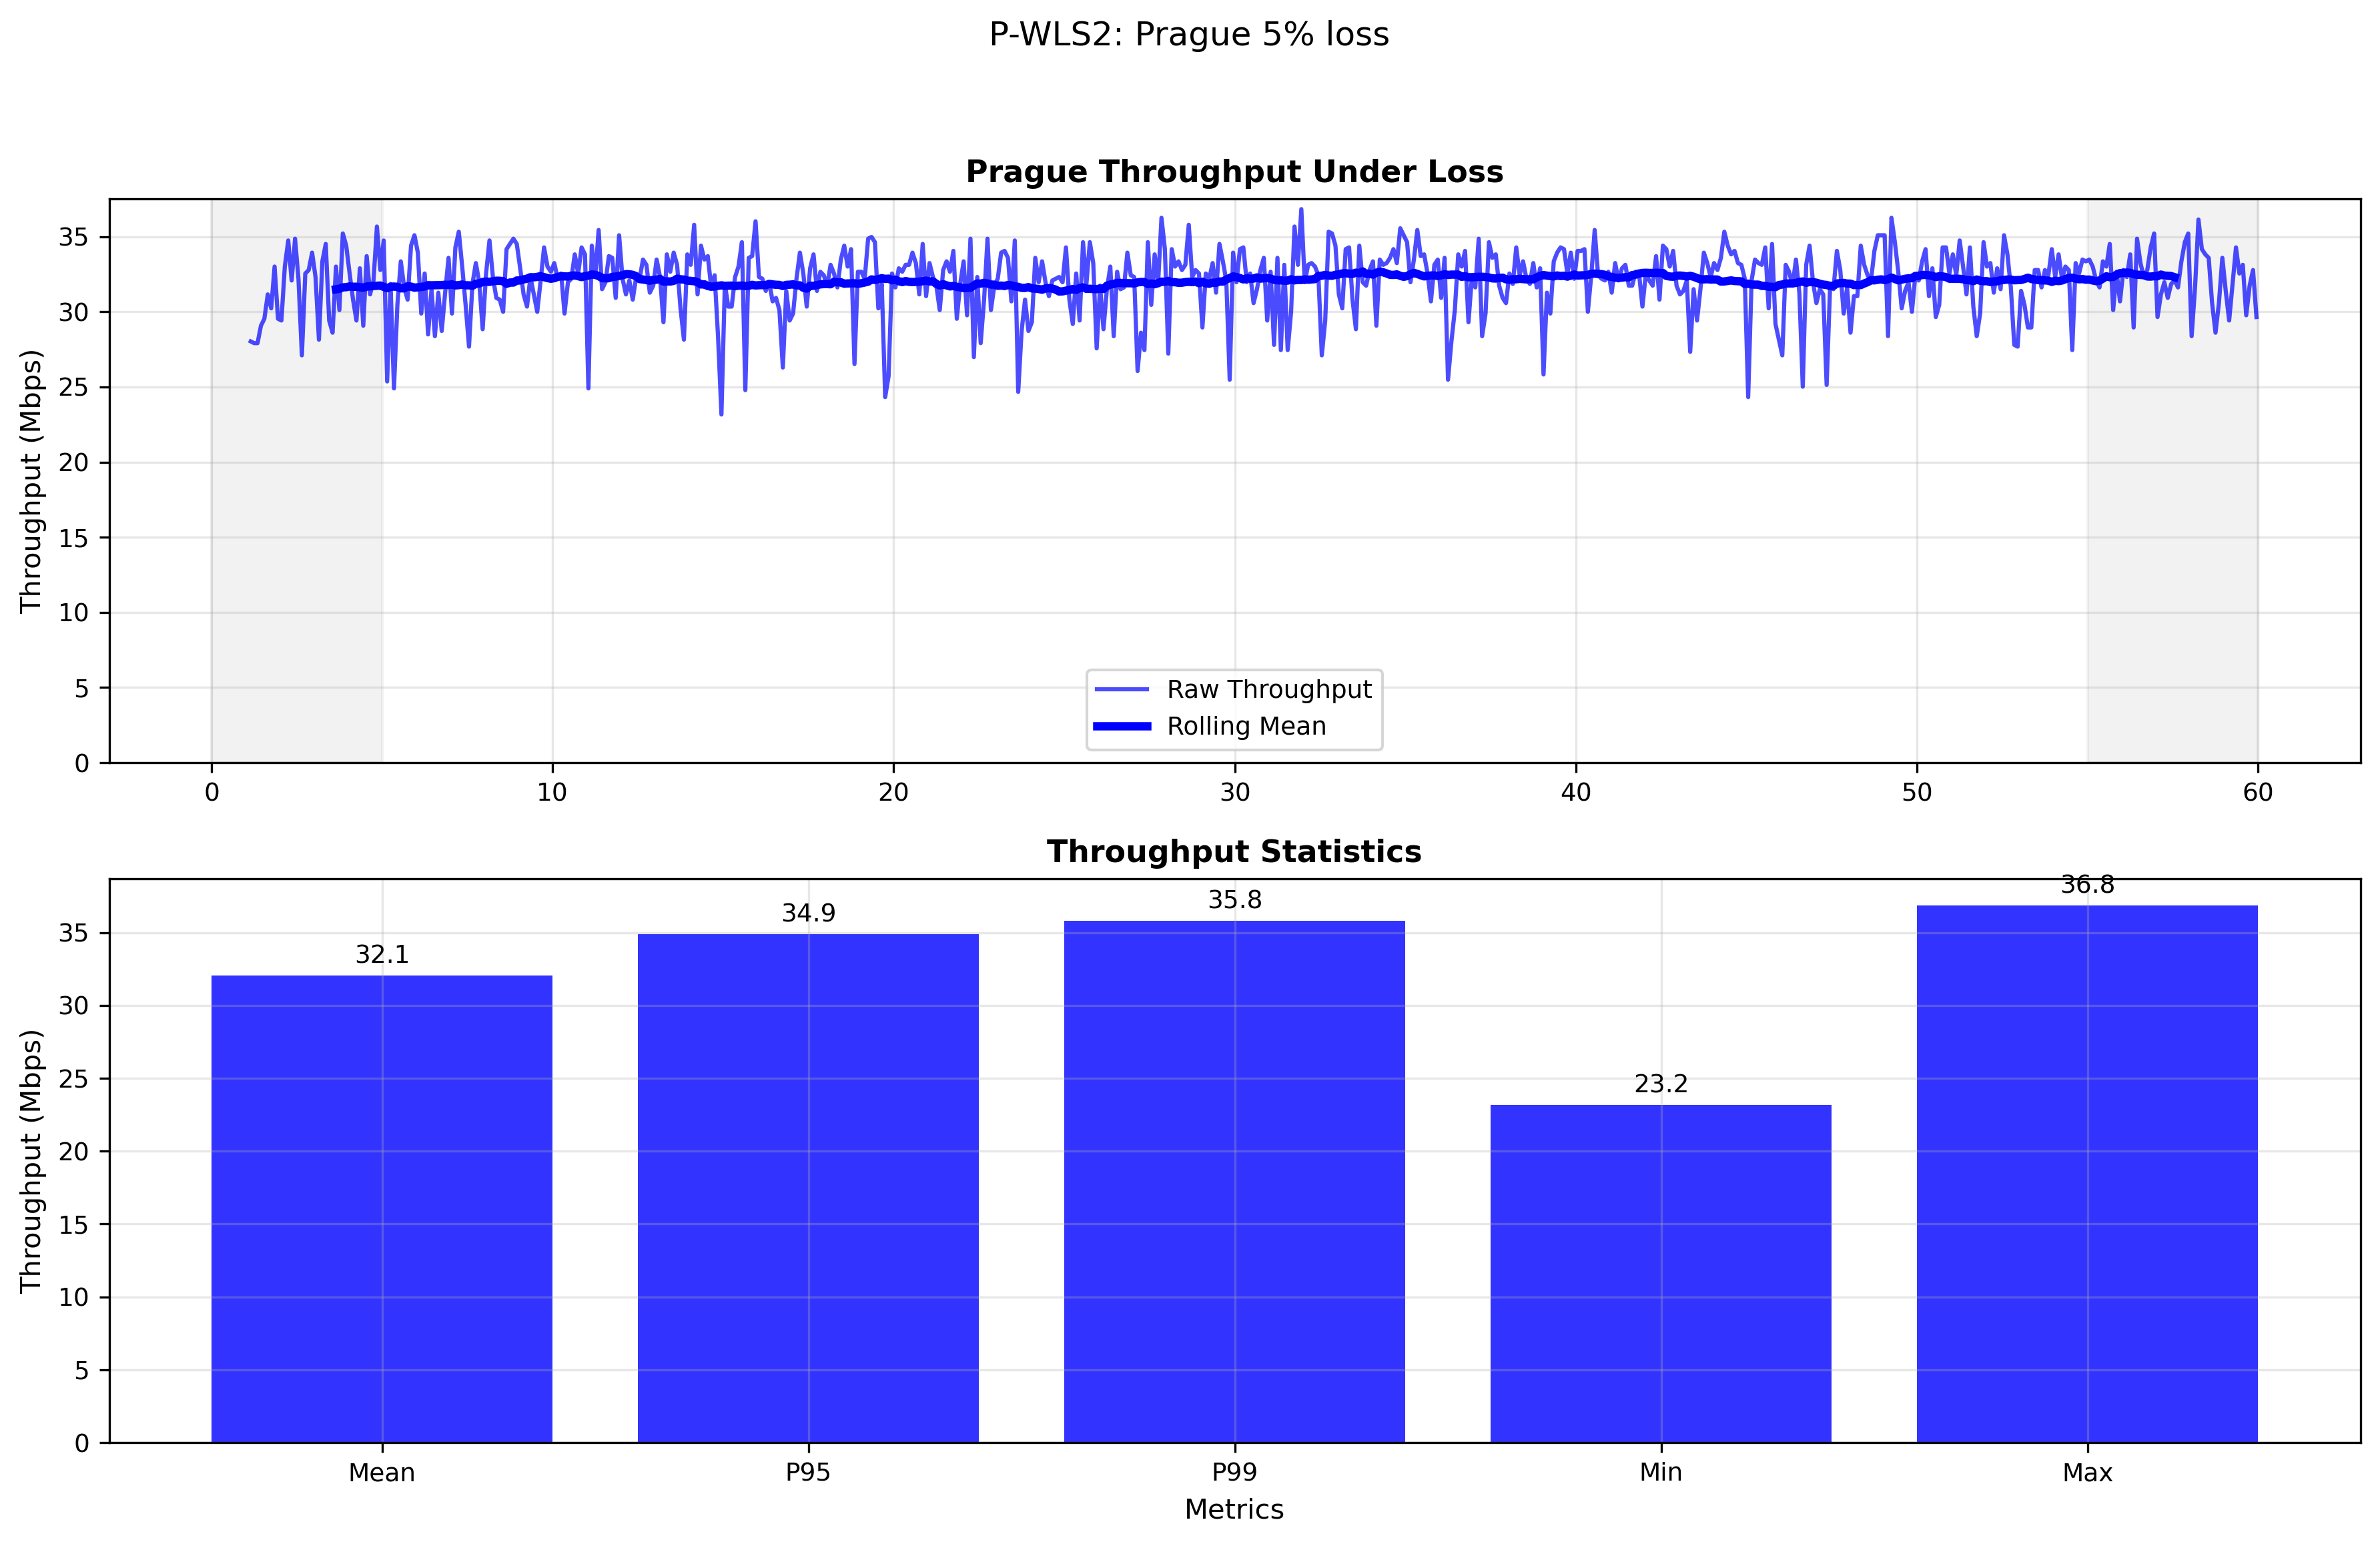 P-WLS2: Prague 5% loss
Prague Throughput Under Loss
Throughput (Mbps)
35
30
25
20
15
10
5
0
Raw Throughput
Rolling Mean
0 10 20 30 40 50 60
Throughput Statistics
Throughput (Mbps)
35
30
25
20
15
10
5
0
32.1
34.9
35.8
23.2
36.8
Mean P95 P99 Min Max
Metrics